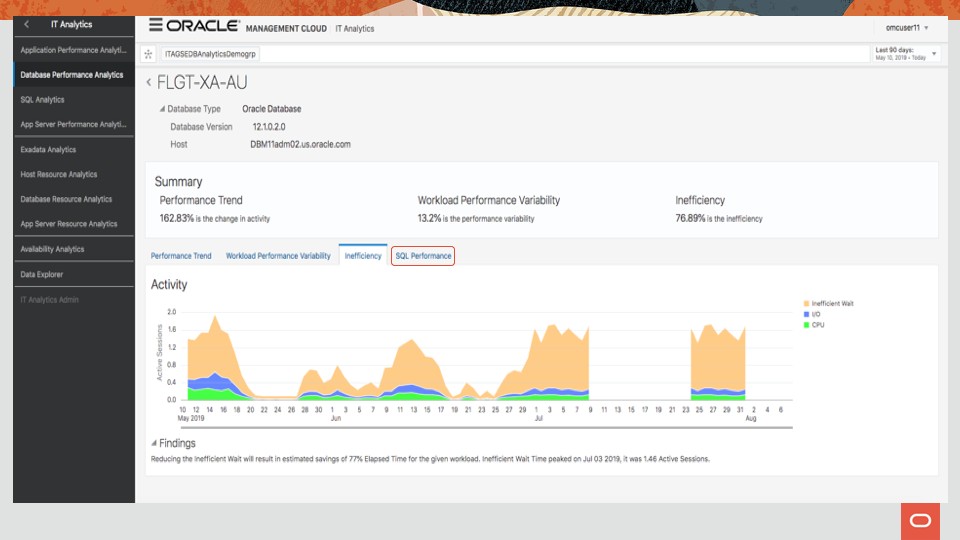 IT Analytics
Application Performance Analyti...
Database Performance Analytics
SQL Analytics
App Server Performance Analyti...
Exadata Analytics
Host Resource Analytics
Database Resource Analytics
App Server Resource Analytics
Availability Analytics
Data Explorer
IT Analytics Admin
ORACLE® MANAGEMENT CLOUD IT Analytics
omcuser11
ITAGSEDBAnalyticsDemogrp
Last 90 days:
May 10, 2019 - Today
FLGT-XA-AU
Database Type Oracle Database
Database Version 12.1.0.2.0
Host DBM11adm02.us.oracle.com
Summary
Performance Trend Workload Performance Variability Inefficiency
162.83% is the change in activity 13.2% is the performance variability 76.89% is the inefficiency
Performance Trend Workload Performance Variability Inefficiency SQL Performance
Activity
Inefficient Wait
I/O
CPU
Active Sessions
2.0
1.6
1.2
0.8
0.4
0.0
10 12 14 16 18 20 22 24 26 28 30 1 3 5 7 9 11 13 15 17 19 21 23 25 27 29 1 3 5 7 9 11 13 15 17 19 21 23 25 27 29 31 2 4 6
May 2019 Jun Jul Aug
Findings
Reducing the Inefficient Wait will result in estimated savings of 77% Elapsed Time for the given workload. Inefficient Wait Time peaked on Jul 03 2019, it was 1.46 Active Sessions.